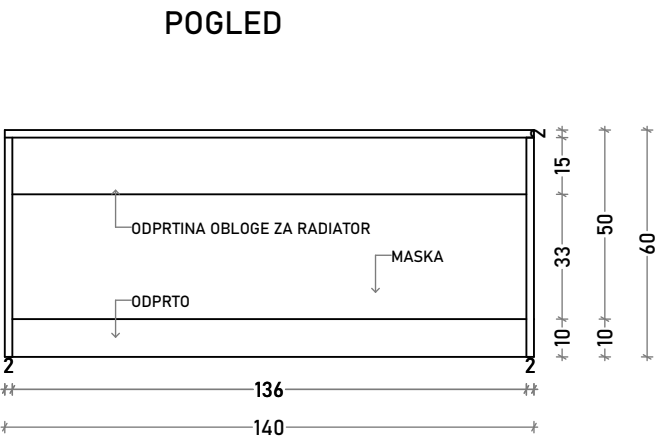 POGLED
2
15
50
60
ODPRTINA OBLOGE ZA RADIATOR
33
MASKA
ODPRTO
10
10
2
2
136
140